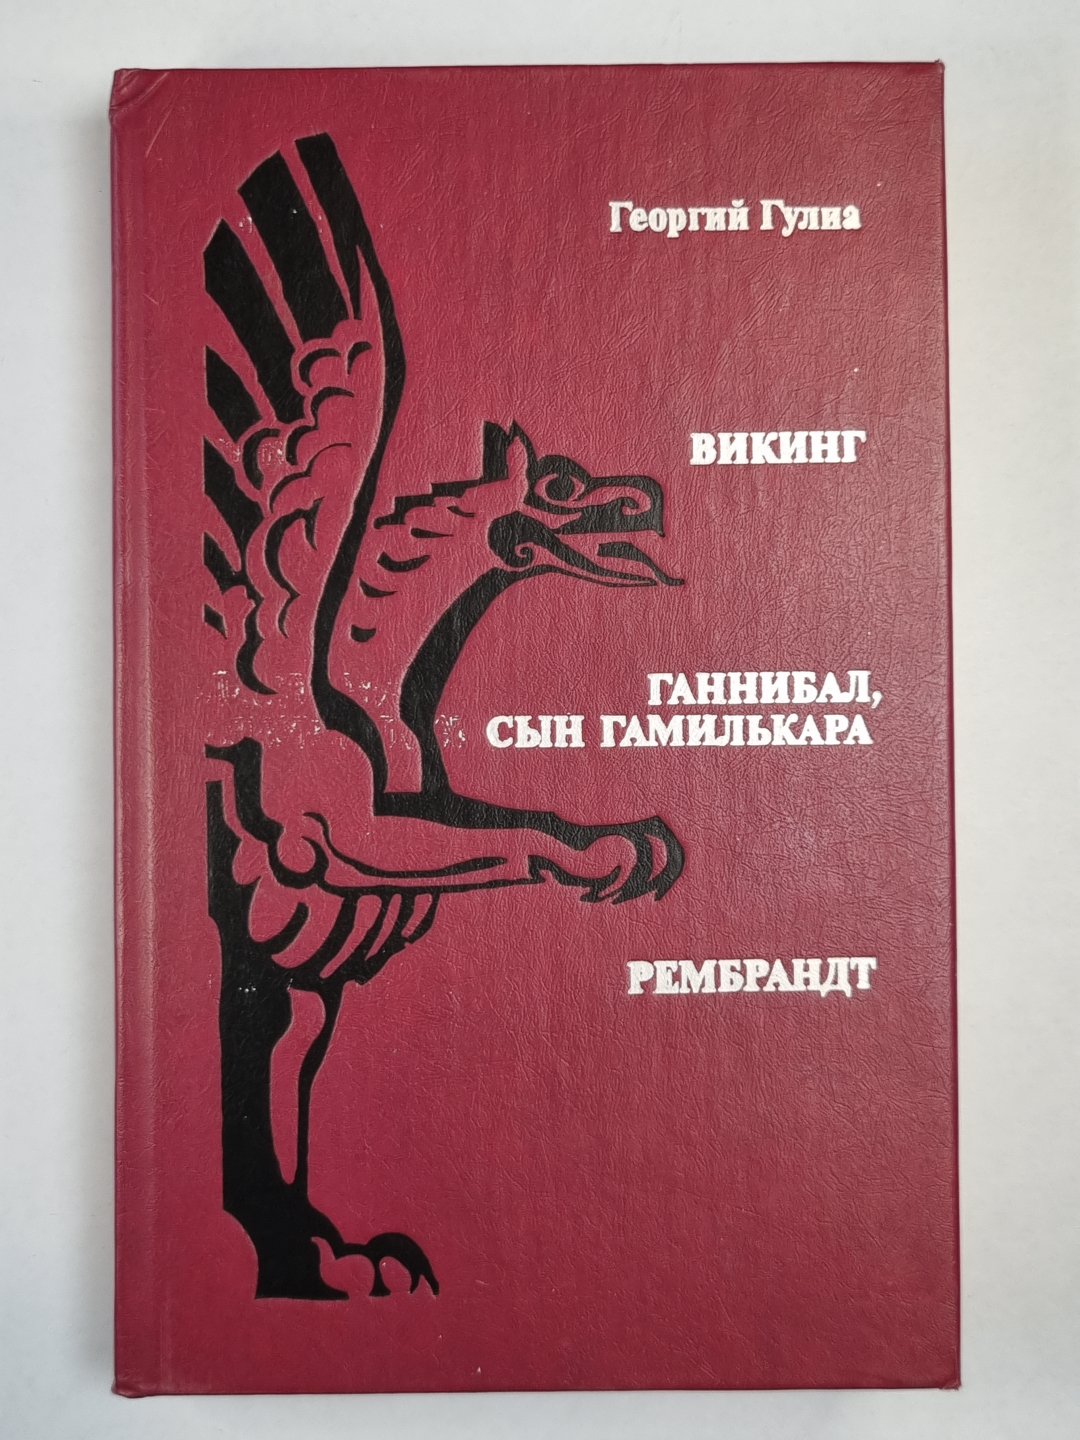 Георгий Гулиа
ВИКИНГ
ГАННИБАЛ,
СЫН ГАМИЛЬКАРА
РЕМБРАНДТ